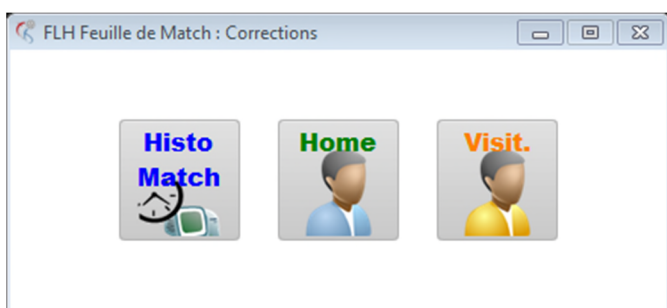 FLH Feuille de Match : Corrections
Histo
Match
Home
Visit.